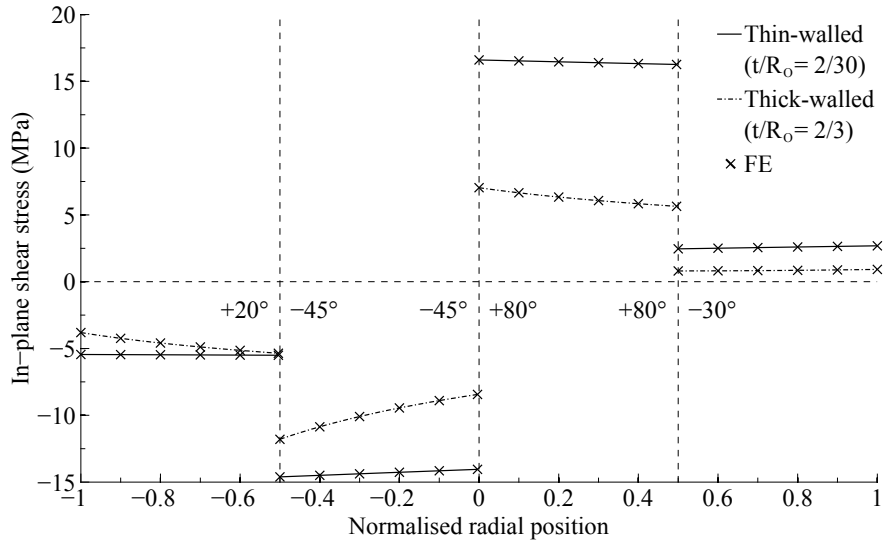 In−plane shear stress (MPa)
20
15
10
5
0
−5
−10
−15
Thin−walled
(t/R₀= 2/30)
Thick−walled
(t/R₀= 2/3)
FE
+20° −45° −45° +80° +80° −30°
−1 −0.8 −0.6 −0.4 −0.2 0 0.2 0.4 0.6 0.8 1
Normalised radial position